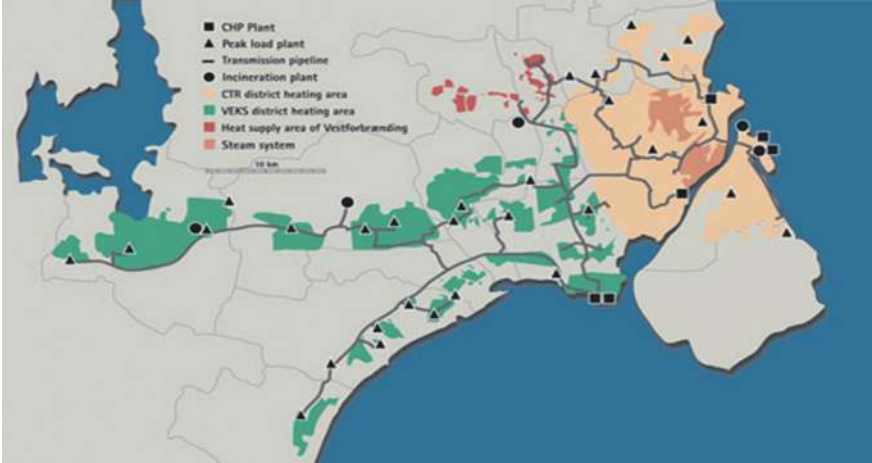 CHP Plant
Peak load plant
Transmission pipeline
Incineration plant
CTR district heating area
VEKS district heating area
Heat supply area of Vestforbrænding
Steam system
10 km